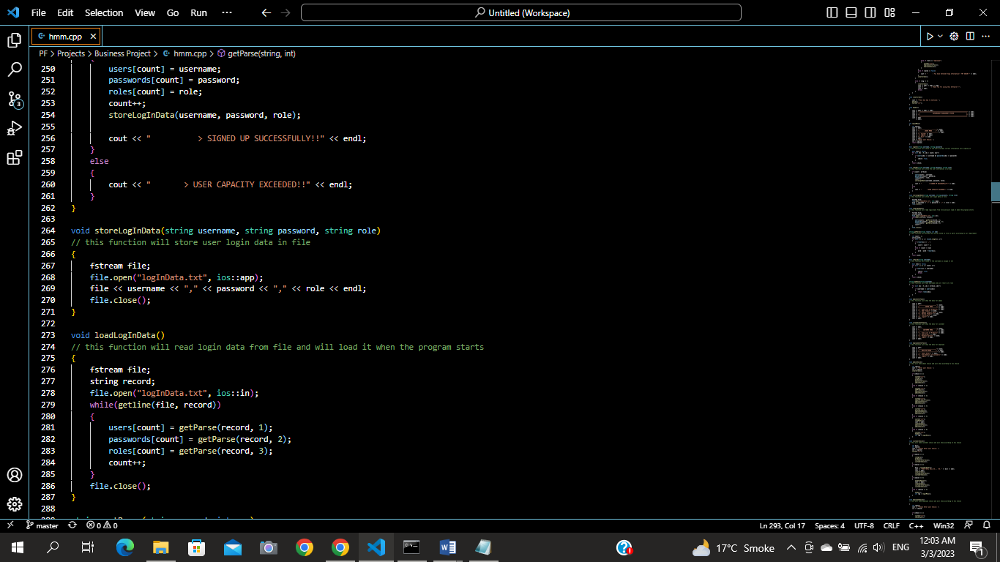 File Edit Selection View Go Run ··· Untitled (Workspace)
hmm.cpp
PF > Projects > Business Project > hmm.cpp > getParse(string, int)
250 users[count] = username;
251 passwords[count] = password;
252 roles[count] = role;
253 count++;
254 storeLogInData(username, password, role);
255
256 cout << "          > SIGNED UP SUCCESSFULLY!!" << endl;
257 }
258 else
259 {
260 cout << "       > USER CAPACITY EXCEEDED!!" << endl;
261 }
262 }
263
264 void storeLogInData(string username, string password, string role)
265 // this function will store user login data in file
266 {
267 fstream file;
268 file.open("logInData.txt", ios::app);
269 file << username << "," << password << "," << role << endl;
270 file.close();
271 }
272
273 void loadLogInData()
274 // this function will read login data from file and will load it when the program starts
275 {
276 fstream file;
277 string record;
278 file.open("logInData.txt", ios::in);
279 while(getline(file, record))
280 {
281 users[count] = getParse(record, 1);
282 passwords[count] = getParse(record, 2);
283 roles[count] = getParse(record, 3);
284 count++;
285 }
286 file.close();
287 }
288
3
master 0 0 Ln 293, Col 17 Spaces: 4 UTF-8 CRLF C++ Win32
17°C Smoke ENG 12:03 AM
3/3/2023
1